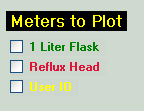 Meters to Plot
1 Liter Flask
Reflux Head
User IO